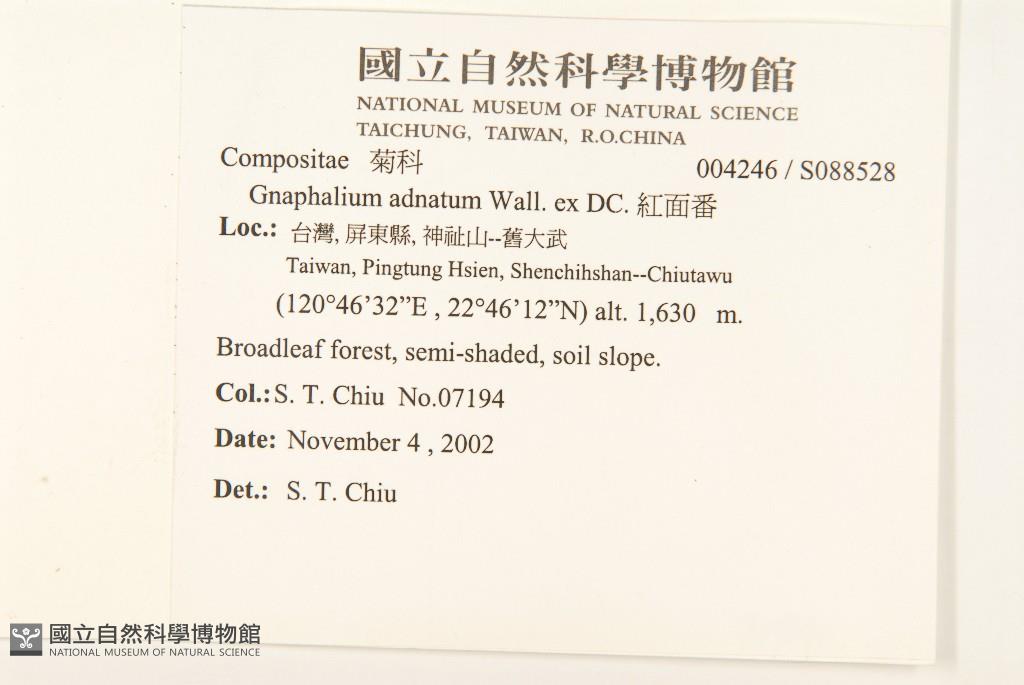 國立自然科學博物館
NATIONAL MUSEUM OF NATURAL SCIENCE
TAICHUNG, TAIWAN, R.O.CHINA
Compositae 菊科 004246 / S088528
Gnaphalium adnatum Wall. ex DC. 紅面番
Loc.: 台灣, 屏東縣, 神祉山--舊大武
Taiwan, Pingtung Hsien, Shenchihshan--Chiutawu
(120°46’32”E , 22°46’12”N) alt. 1,630 m.
Broadleaf forest, semi-shaded, soil slope.
Col.: S. T. Chiu No.07194
Date: November 4 , 2002
Det.: S. T. Chiu
國立自然科學博物館
NATIONAL MUSEUM OF NATURAL SCIENCE